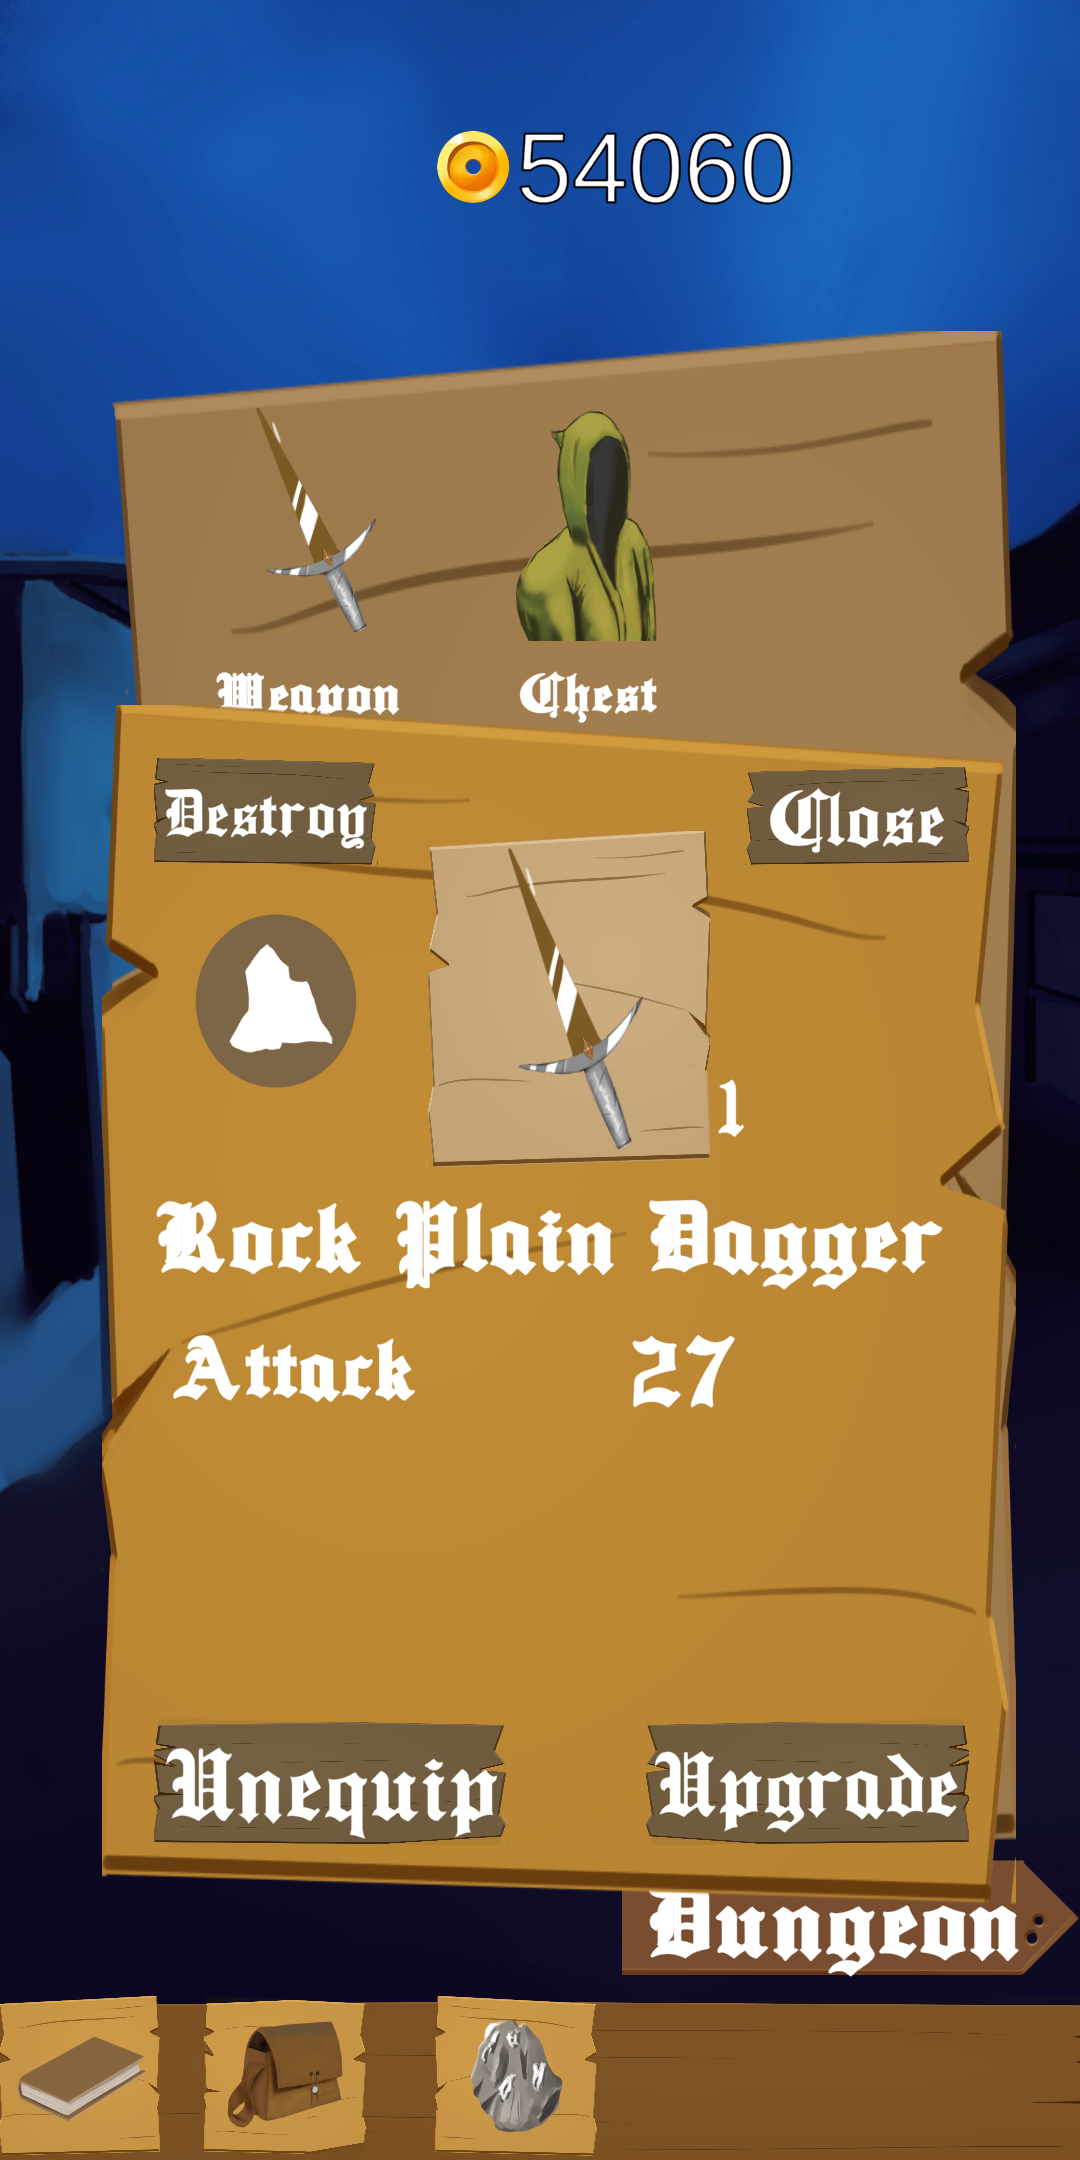 54060
Weapon Chest
Destroy Close
1
Rock Plain Dagger
Attack 27
Unequip Upgrade
Dungeon